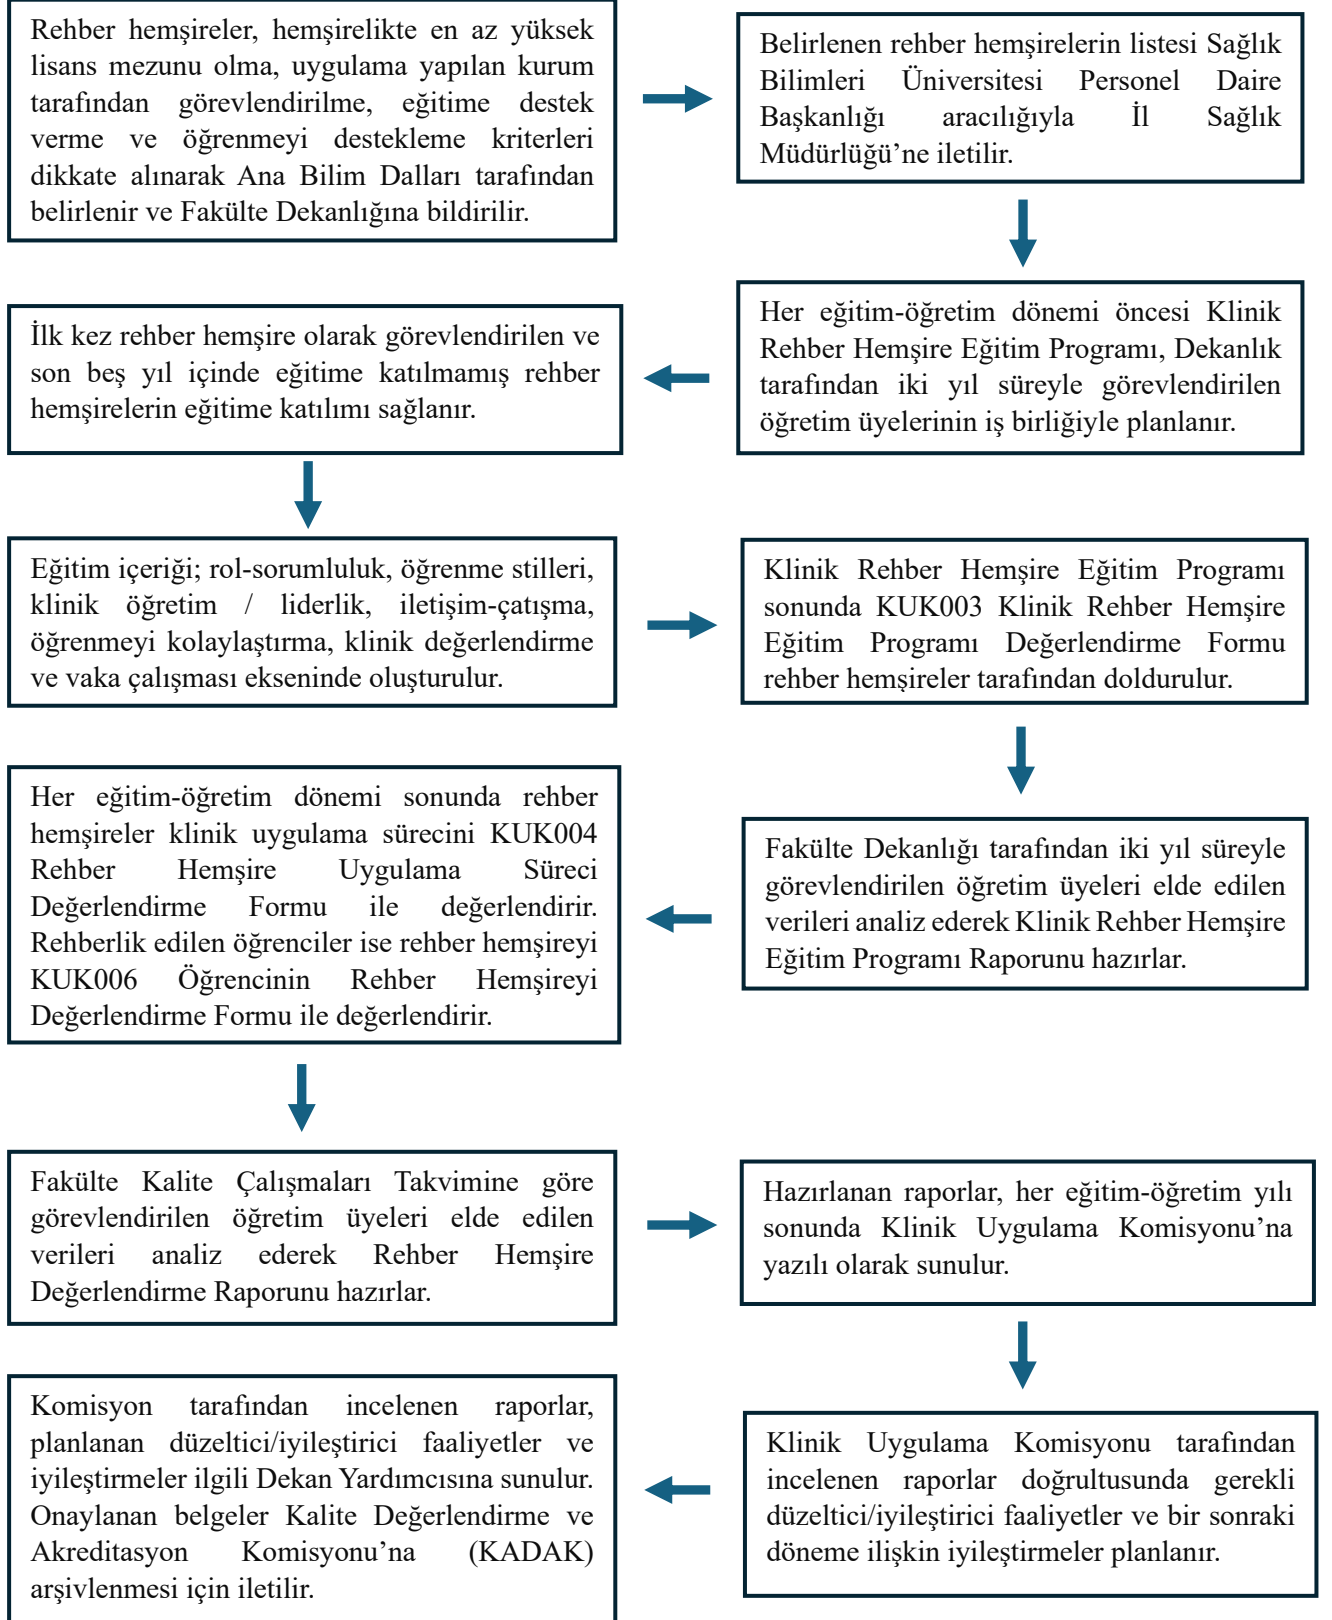 Rehber hemşireler, hemşirelikte en az yüksek
lisans mezunu olma, uygulama yapılan kurum
tarafından görevlendirilme, eğitime destek
verme ve öğrenmeyi destekleme kriterleri
dikkate alınarak Ana Bilim Dalları tarafından
belirlenir ve Fakülte Dekanlığına bildirilir.
Belirlenen rehber hemşirelerin listesi Sağlık
Bilimleri Üniversitesi Personel Daire
Başkanlığı aracılığıyla İl Sağlık
Müdürlüğü’ne iletilir.
Her eğitim-öğretim dönemi öncesi Klinik
Rehber Hemşire Eğitim Programı, Dekanlık
tarafından iki yıl süreyle görevlendirilen
öğretim üyelerinin iş birliğiyle planlanır.
İlk kez rehber hemşire olarak görevlendirilen ve
son beş yıl içinde eğitime katılmamış rehber
hemşirelerin eğitime katılımı sağlanır.
Eğitim içeriği; rol-sorumluluk, öğrenme stilleri,
klinik öğretim / liderlik, iletişim-çatışma,
öğrenmeyi kolaylaştırma, klinik değerlendirme
ve vaka çalışması ekseninde oluşturulur.
Klinik Rehber Hemşire Eğitim Programı
sonunda KUK003 Klinik Rehber Hemşire
Eğitim Programı Değerlendirme Formu
rehber hemşireler tarafından doldurulur.
Fakülte Dekanlığı tarafından iki yıl süreyle
görevlendirilen öğretim üyeleri elde edilen
verileri analiz ederek Klinik Rehber Hemşire
Eğitim Programı Raporunu hazırlar.
Her eğitim-öğretim dönemi sonunda rehber
hemşireler klinik uygulama sürecini KUK004
Rehber Hemşire Uygulama Süreci
Değerlendirme Formu ile değerlendirir.
Rehberlik edilen öğrenciler ise rehber hemşireyi
KUK006 Öğrencinin Rehber Hemşireyi
Değerlendirme Formu ile değerlendirir.
Fakülte Kalite Çalışmaları Takvimine göre
görevlendirilen öğretim üyeleri elde edilen
verileri analiz ederek Rehber Hemşire
Değerlendirme Raporunu hazırlar.
Hazırlanan raporlar, her eğitim-öğretim yılı
sonunda Klinik Uygulama Komisyonu’na
yazılı olarak sunulur.
Klinik Uygulama Komisyonu tarafından
incelenen raporlar doğrultusunda gerekli
düzeltici/iyileştirici faaliyetler ve bir sonraki
döneme ilişkin iyileştirmeler planlanır.
Komisyon tarafından incelenen raporlar,
planlanan düzeltici/iyileştirici faaliyetler ve
iyileştirmeler ilgili Dekan Yardımcısına sunulur.
Onaylanan belgeler Kalite Değerlendirme ve
Akreditasyon Komisyonu’na (KADAK)
arşivlenmesi için iletilir.